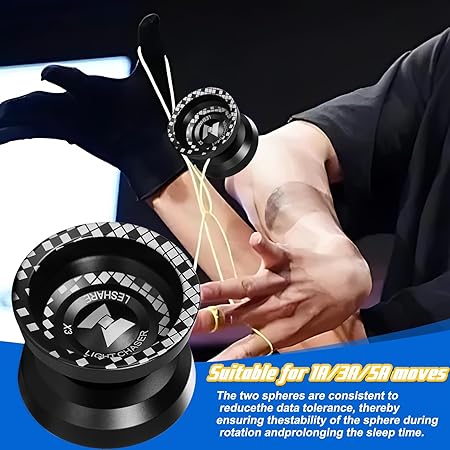 LESHARE
X3
LIGHT CHASER
Suitable for 1A/3A/5A moves
The two spheres are consistent to
reducethe data tolerance, thereby
ensuring thestability of the sphere during
rotation andprolonging the sleep time.